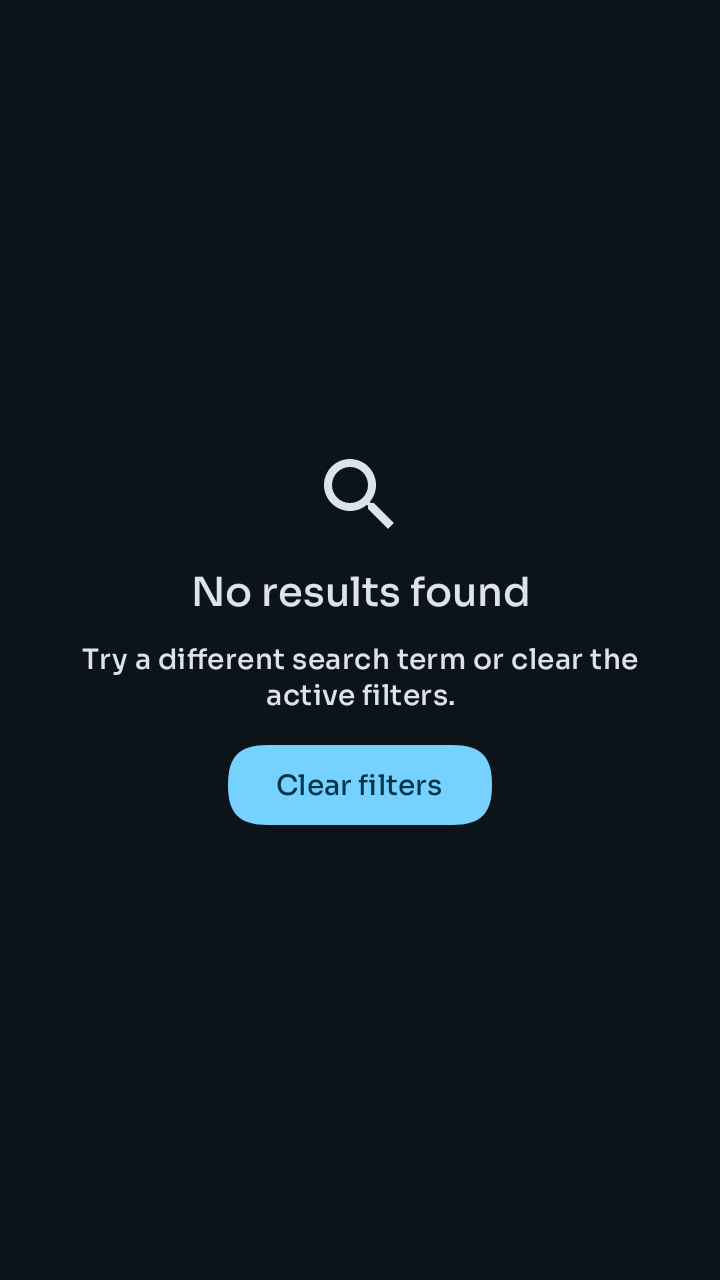 No results found
Try a different search term or clear the
active filters.
Clear filters